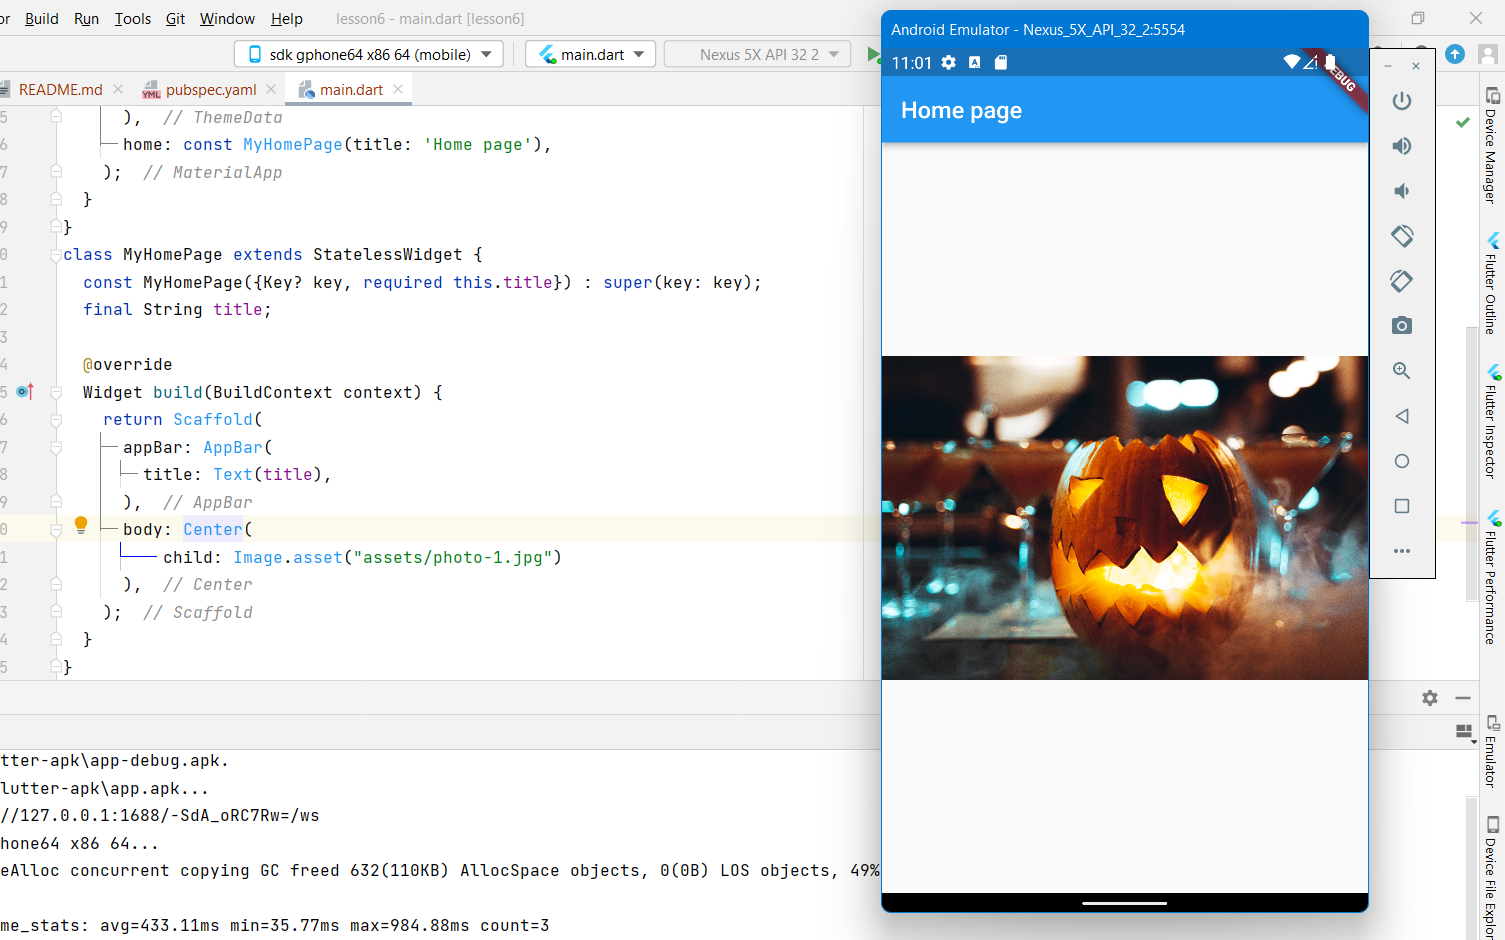 or Build Run Tools Git Window Help lesson6 - main.dart [lesson6]
sdk gphone64 x86 64 (mobile) main.dart Nexus 5X API 32 2
README.md pubspec.yaml main.dart
5 ), // ThemeData
6 home: const MyHomePage(title: 'Home page'),
7 ); // MaterialApp
8 }
9 }
0 class MyHomePage extends StatelessWidget {
1 const MyHomePage({Key? key, required this.title}) : super(key: key);
2 final String title;
3
4 @override
5 Widget build(BuildContext context) {
6 return Scaffold(
7 appBar: AppBar(
8 title: Text(title),
9 ), // AppBar
0 body: Center(
1 child: Image.asset("assets/photo-1.jpg")
2 ), // Center
3 ); // Scaffold
4 }
5 }
tter-apk\app-debug.apk.
lutter-apk\app.apk...
//127.0.0.1:1688/-SdA_oRC7Rw=/ws
hone64 x86 64...
eAlloc concurrent copying GC freed 632(110KB) AllocSpace objects, 0(0B) LOS objects, 49%
me_stats: avg=433.11ms min=35.77ms max=984.88ms count=3
Android Emulator - Nexus_5X_API_32_2:5554
11:01 A
Home page
Device Manager
Flutter Outline
Flutter Inspector
Flutter Performance
Emulator
Device File Explor